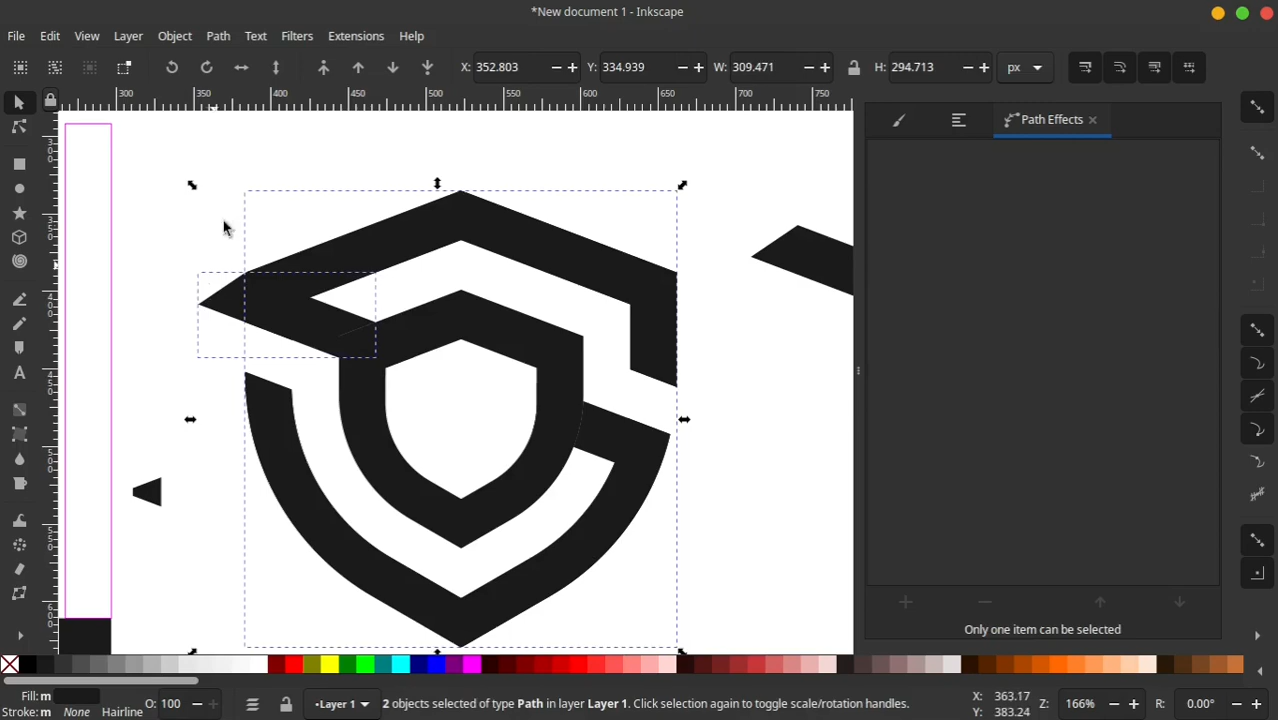 *New document 1 - Inkscape
File Edit View Layer Object Path Text Filters Extensions Help
X: 352.803 Y: 334.939 W: 309.471 H: 294.713 px
300 350 400 450 500 550 600 650 700 750
Path Effects
Only one item can be selected
Fill: m
Stroke: m None Hairline
O: 100
•Layer 1
2 objects selected of type Path in layer Layer 1. Click selection again to toggle scale/rotation handles.
X: 363.17
Y: 383.24
Z: 166%
R: 0.00°